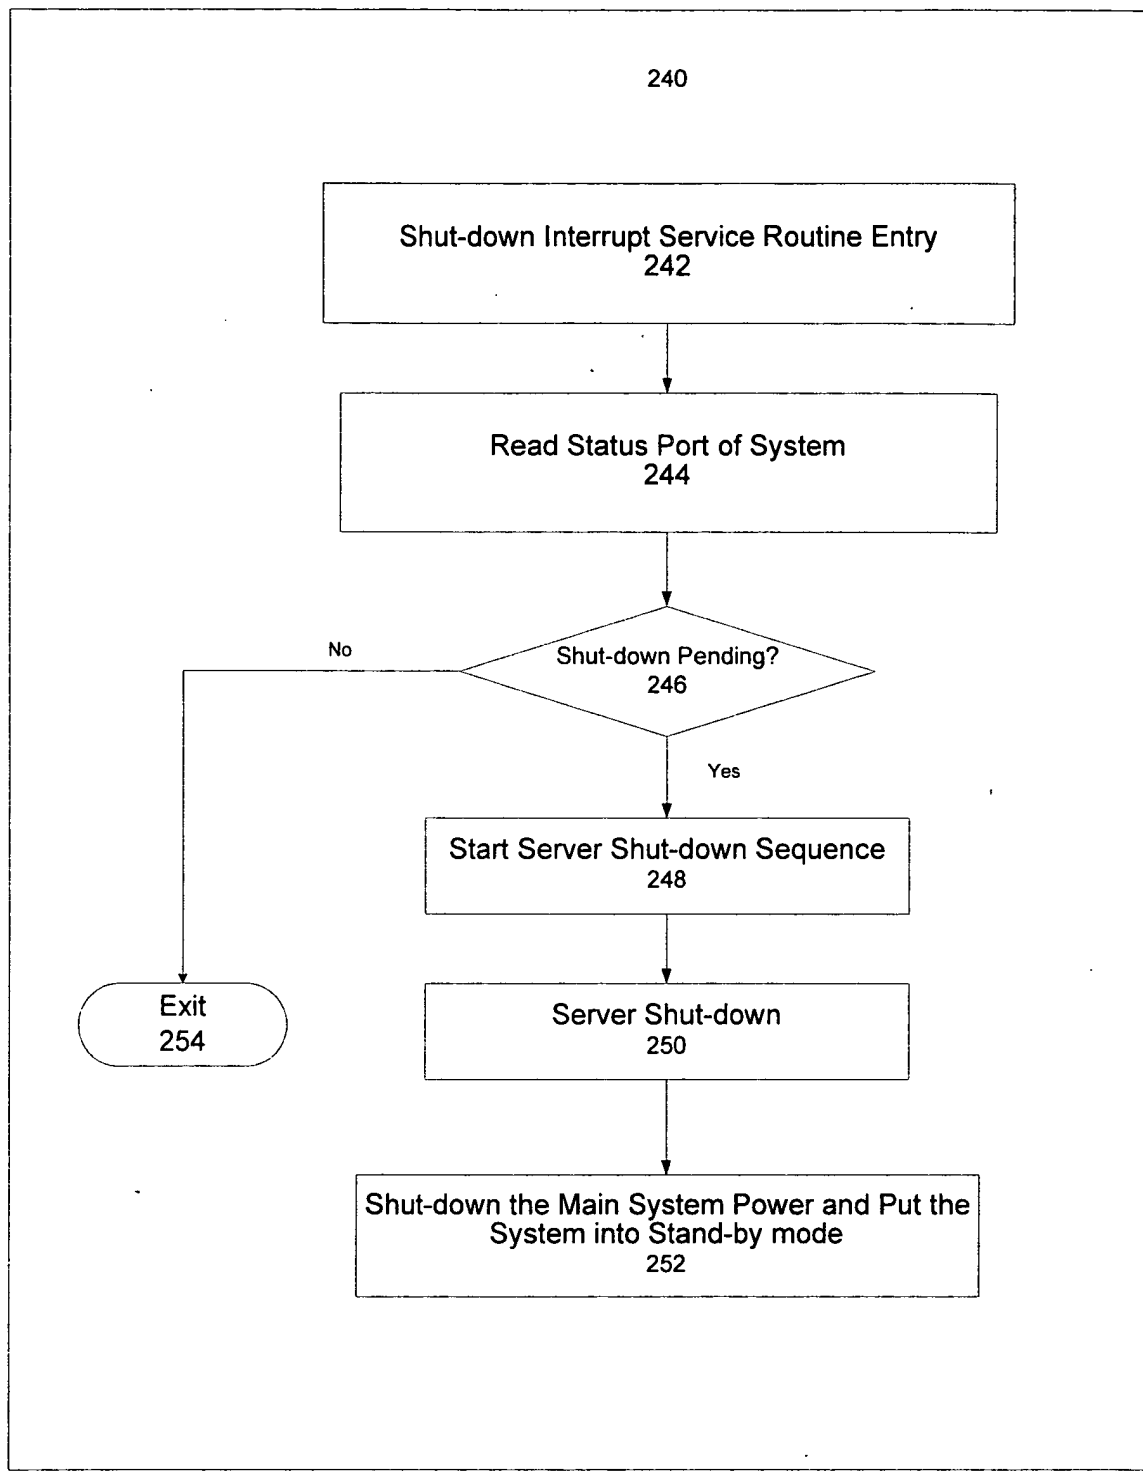 240
Shut-down Interrupt Service Routine Entry
242
Read Status Port of System
244
Shut-down Pending?
246
No
Yes
Start Server Shut-down Sequence
248
Exit
254
Server Shut-down
250
Shut-down the Main System Power and Put the
System into Stand-by mode
252